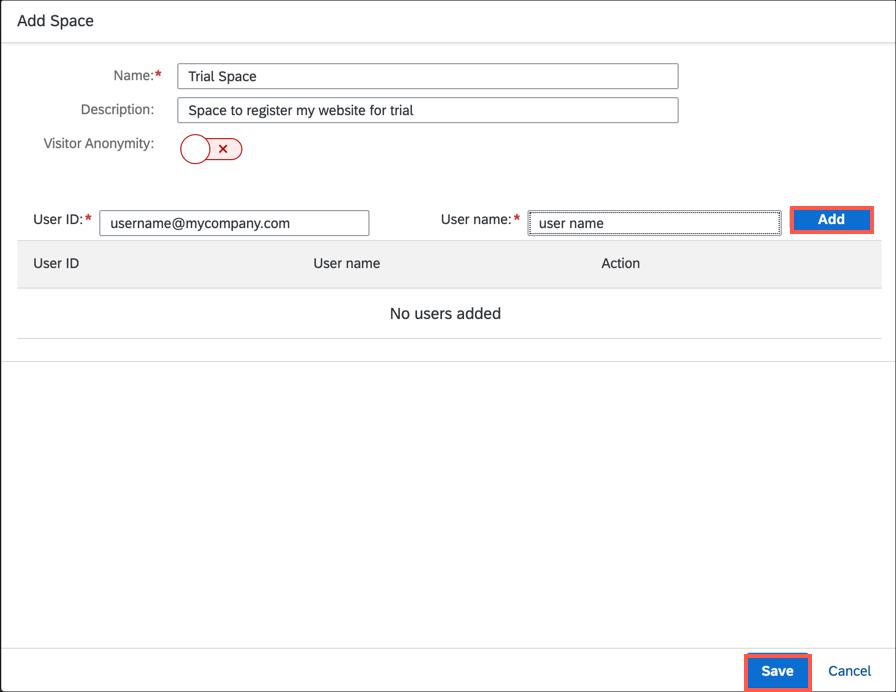 Add Space
Name:*
Trial Space
Description:
Space to register my website for trial
Visitor Anonymity:
User ID:* username@mycompany.com User name:* user name Add
User ID User name Action
No users added
Save Cancel